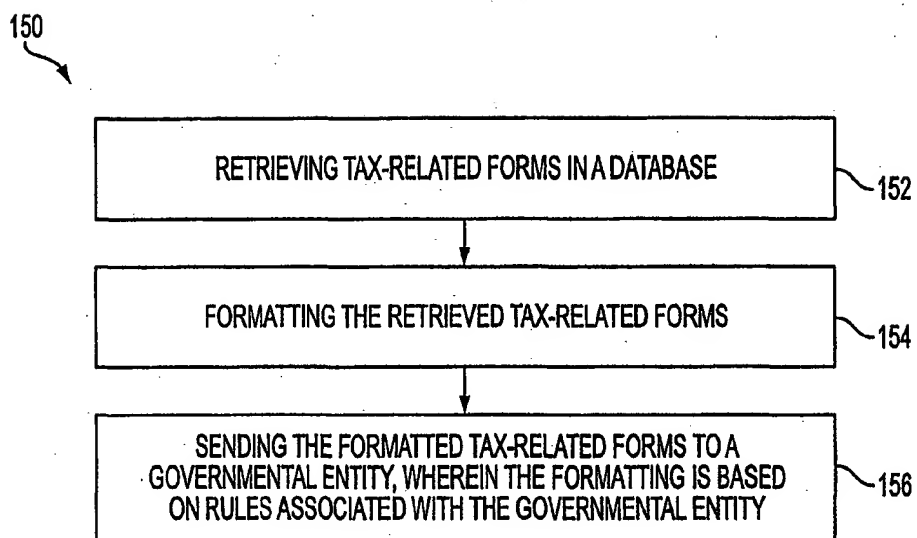 150
RETRIEVING TAX-RELATED FORMS IN A DATABASE
152
FORMATTING THE RETRIEVED TAX-RELATED FORMS
154
SENDING THE FORMATTED TAX-RELATED FORMS TO A
GOVERNMENTAL ENTITY, WHEREIN THE FORMATTING IS BASED
ON RULES ASSOCIATED WITH THE GOVERNMENTAL ENTITY
156